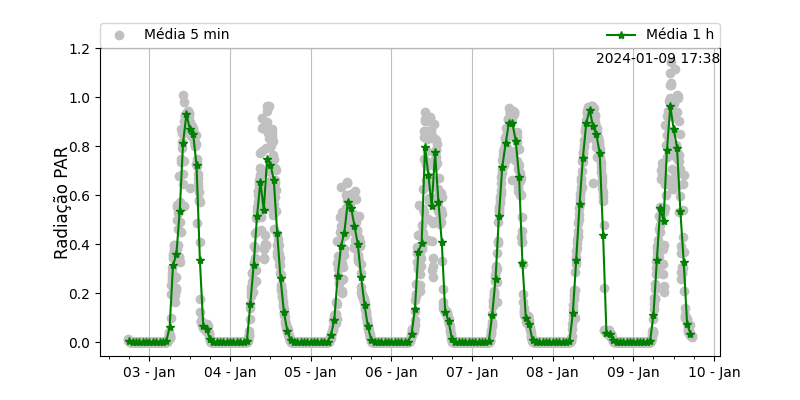 Média 5 min
Média 1 h
2024-01-09 17:38
Radiação PAR
1.2
1.0
0.8
0.6
0.4
0.2
0.0
03 - Jan
04 - Jan
05 - Jan
06 - Jan
07 - Jan
08 - Jan
09 - Jan
10 - Jan